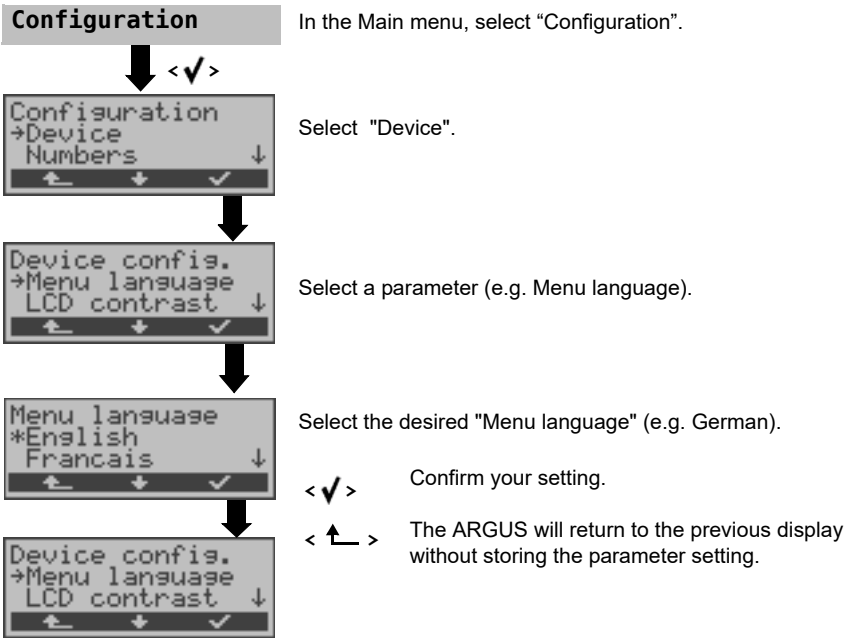 Configuration
In the Main menu, select “Configuration”.
<✓>
Configuration
→Device
Numbers ↓
Select "Device".
Device config.
→Menu language
LCD contrast ↓
Select a parameter (e.g. Menu language).
Menu language
*English
Francais ↓
Select the desired "Menu language" (e.g. German).
<✓> Confirm your setting.
< > The ARGUS will return to the previous display
without storing the parameter setting.
Device config.
→Menu language
LCD contrast ↓